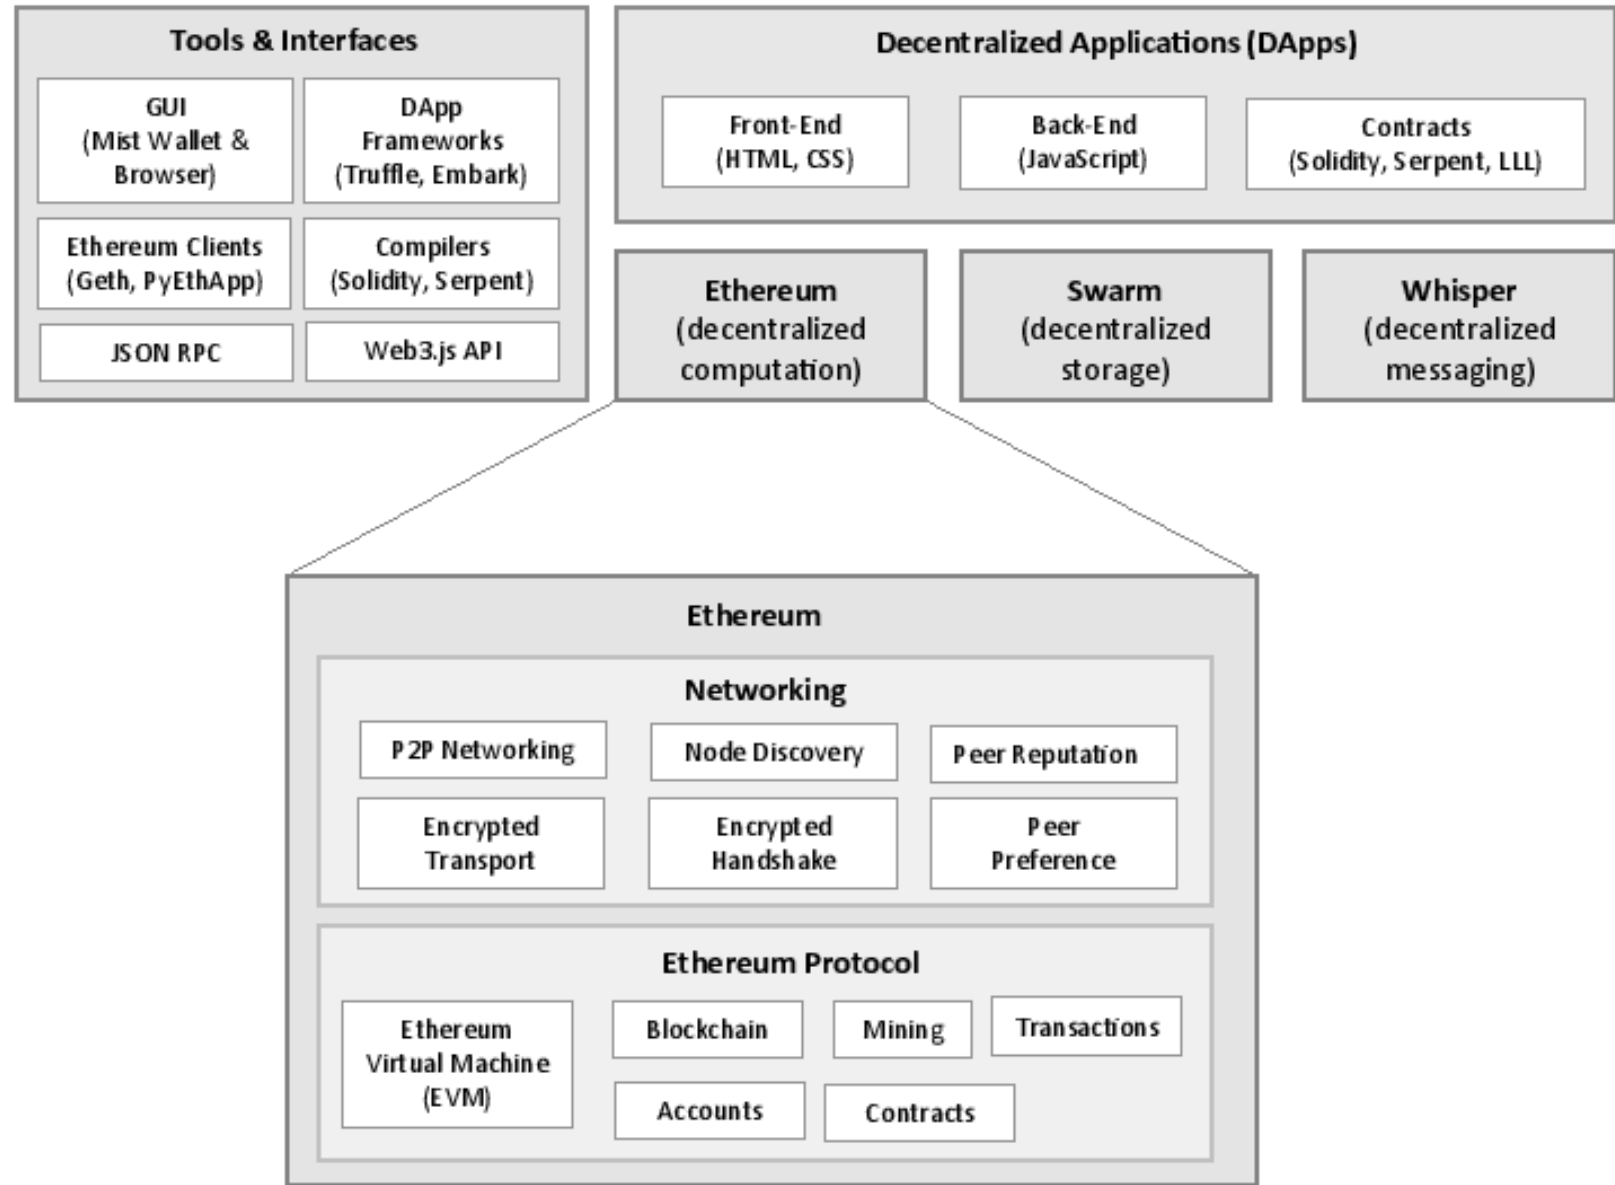 Tools & Interfaces
GUI
(Mist Wallet &
Browser)
DApp
Frameworks
(Truffle, Embark)
Ethereum Clients
(Geth, PyEthApp)
Compilers
(Solidity, Serpent)
JSON RPC
Web3.js API
Decentralized Applications (DApps)
Front-End
(HTML, CSS)
Back-End
(JavaScript)
Contracts
(Solidity, Serpent, LLL)
Ethereum
(decentralized
computation)
Swarm
(decentralized
storage)
Whisper
(decentralized
messaging)
Ethereum
Networking
P2P Networking
Node Discovery
Peer Reputation
Encrypted
Transport
Encrypted
Handshake
Peer
Preference
Ethereum Protocol
Ethereum
Virtual Machine
(EVM)
Blockchain
Mining
Transactions
Accounts
Contracts